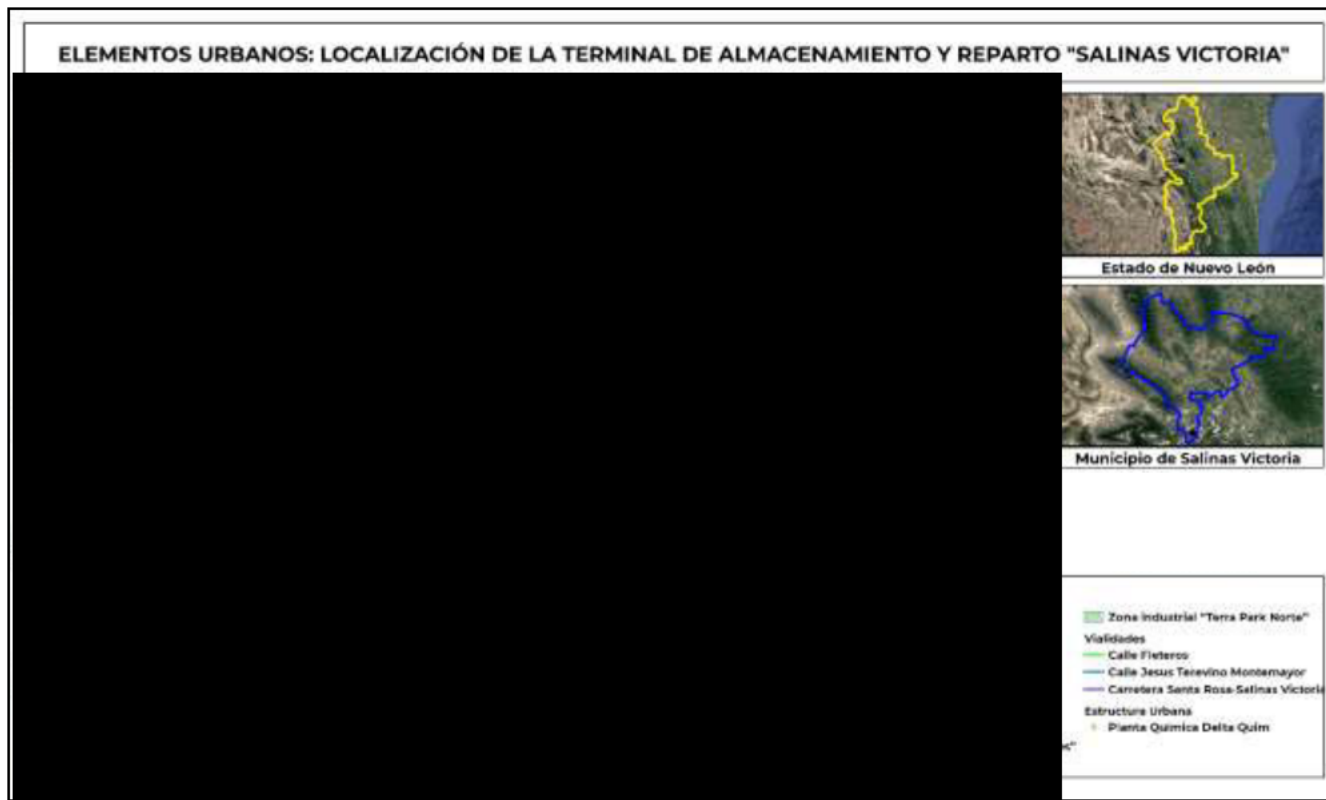 ELEMENTOS URBANOS: LOCALIZACIÓN DE LA TERMINAL DE ALMACENAMIENTO Y REPARTO "SALINAS VICTORIA"
Estado de Nuevo León
Municipio de Salinas Victoria
Zona Industrial "Terra Park Norte"
Vialidades
Calle Fleteros
Calle Jesus Terevino Montemayor
Carretera Santa Rosa-Salinas Victoria
Estructura Urbana
Planta Quimica Delta Quim